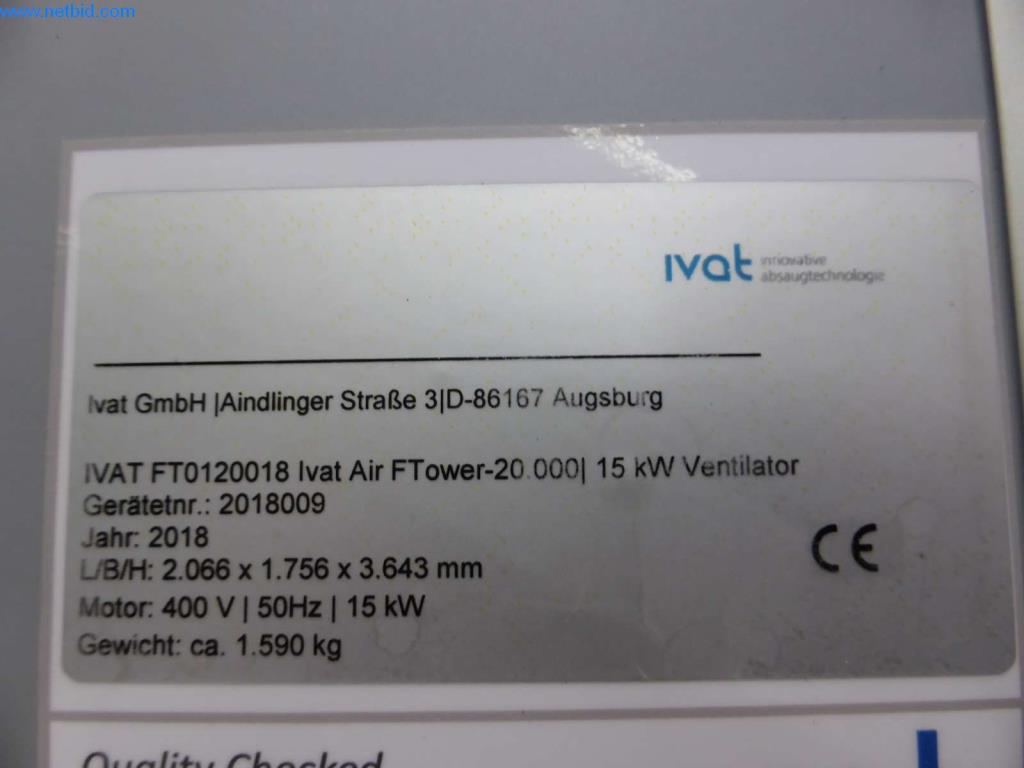 www.netbid.com
ivat innovative
absaugtechnologie
Ivat GmbH |Aindlinger Straße 3|D-86167 Augsburg
IVAT FT0120018 Ivat Air FTower-20.000| 15 kW Ventilator
Gerätetnr.: 2018009
Jahr: 2018
L/B/H: 2.066 x 1.756 x 3.643 mm
CE
Motor: 400 V | 50Hz | 15 kW
Gewicht: ca. 1.590 kg
Quality Checked